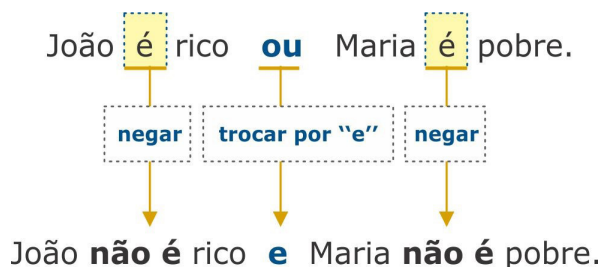 João é rico ou Maria é pobre.
negar trocar por ‘‘e’’ negar
João não é rico e Maria não é pobre.